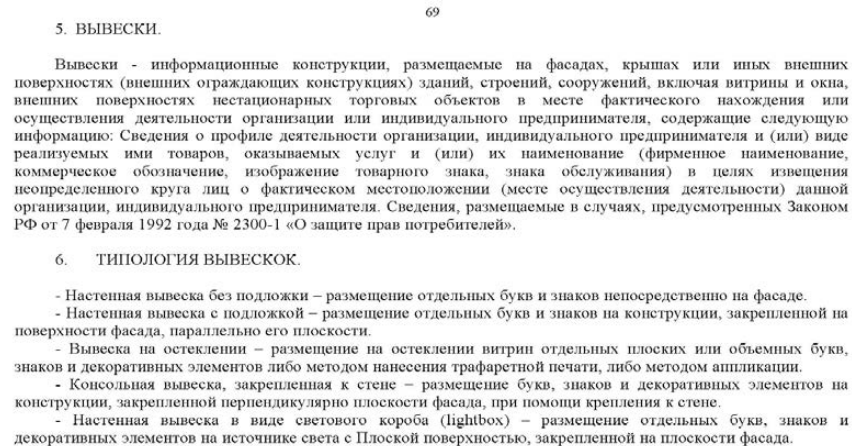 69
5. ВЫВЕСКИ.
Вывески - информационные конструкции, размещаемые на фасадах, крышах или иных внешних
поверхностях (внешних ограждающих конструкциях) зданий, строений, сооружений, включая витрины и окна,
внешних поверхностях нестационарных торговых объектов в месте фактического нахождения или
осуществления деятельности организации или индивидуального предпринимателя, содержащие следующую
информацию: Сведения о профиле деятельности организации, индивидуального предпринимателя и (или) виде
реализуемых ими товаров, оказываемых услуг и (или) их наименование (фирменное наименование,
коммерческое обозначение, изображение товарного знака, знака обслуживания) в целях извещения
неопределенного круга лиц о фактическом местоположении (месте осуществления деятельности) данной
организации, индивидуального предпринимателя. Сведения, размещаемые в случаях, предусмотренных Законом
РФ от 7 февраля 1992 года № 2300-1 «О защите прав потребителей».
6. ТИПОЛОГИЯ ВЫВЕСКОК.
- Настенная вывеска без подложки – размещение отдельных букв и знаков непосредственно на фасаде.
- Настенная вывеска с подложкой – размещение отдельных букв и знаков на конструкции, закрепленной на
поверхности фасада, параллельно его плоскости.
- Вывеска на остеклении – размещение на остеклении витрин отдельных плоских или объемных букв,
знаков и декоративных элементов либо методом нанесения трафаретной печати, либо методом аппликации.
- Консольная вывеска, закрепленная к стене – размещение букв, знаков и декоративных элементов на
конструкции, закрепленной перпендикулярно плоскости фасада, при помощи крепления к стене.
- Настенная вывеска в виде светового короба (lightbox) – размещение отдельных букв, знаков и
декоративных элементов на источнике света с Плоской поверхностью, закрепленной на плоскости фасада.